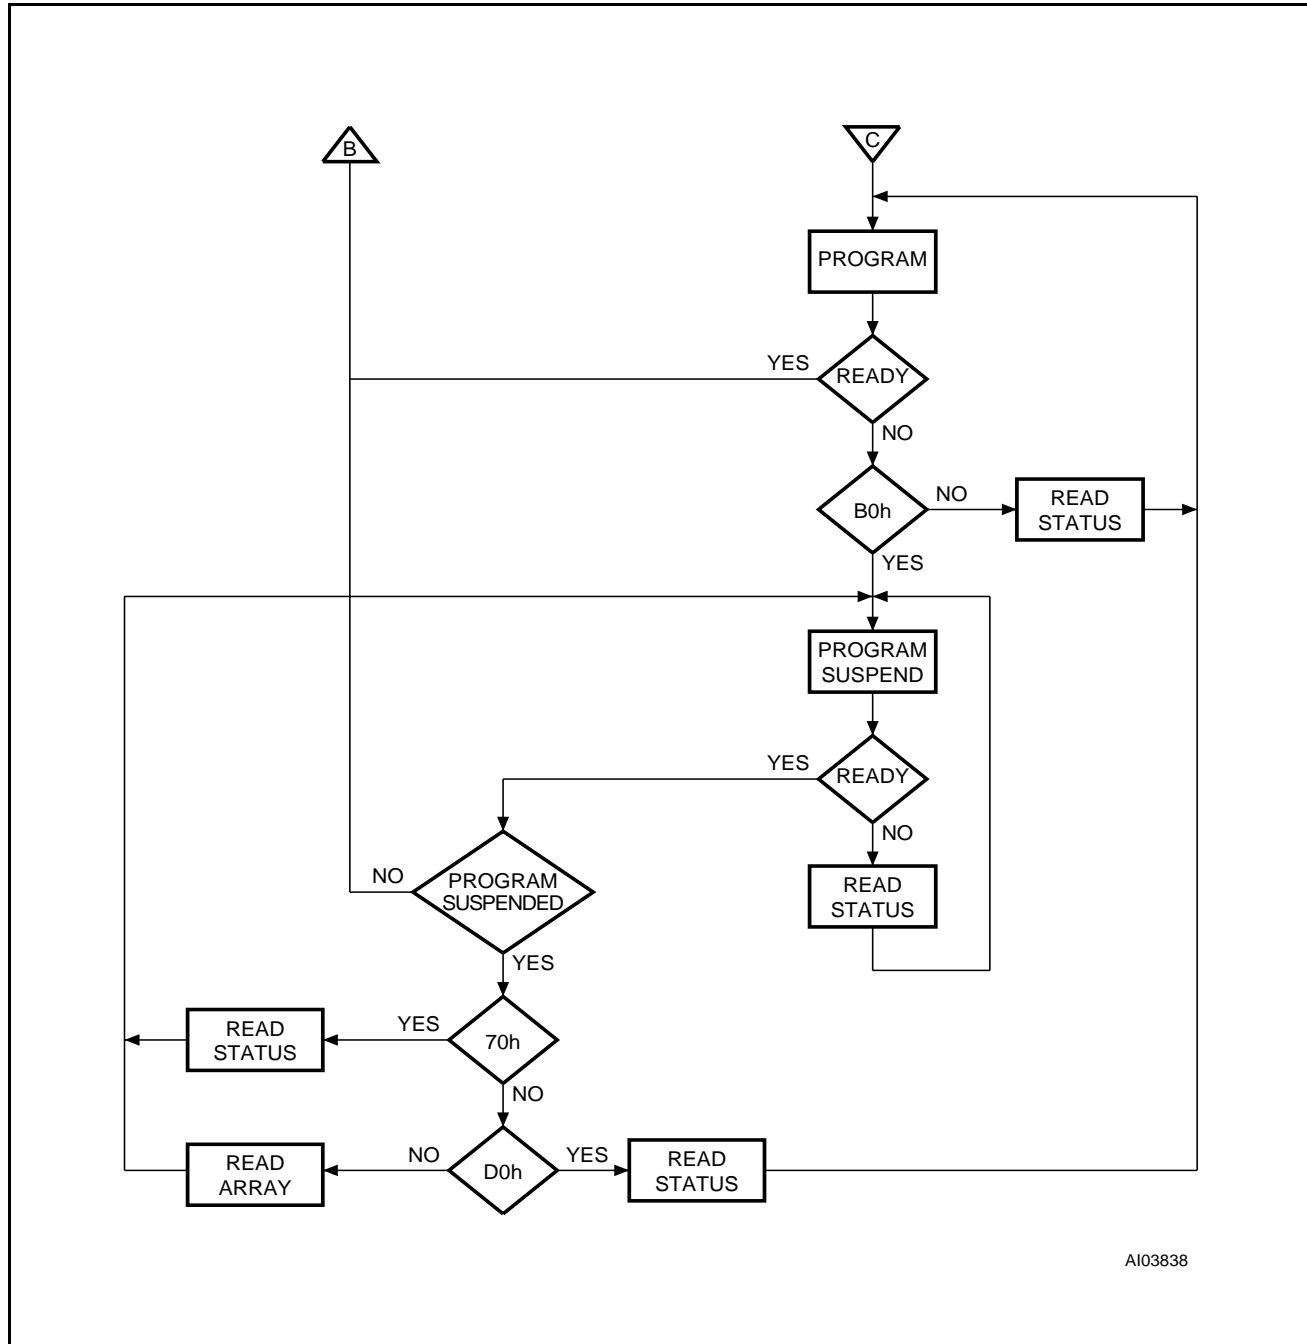 B
C
PROGRAM
YES
READY
NO
B0h
NO
READ
STATUS
YES
PROGRAM
SUSPEND
YES
READY
NO
NO
PROGRAM
SUSPENDED
READ
STATUS
YES
READ
STATUS
YES
70h
NO
READ
ARRAY
NO
D0h
YES
READ
STATUS
AI03838